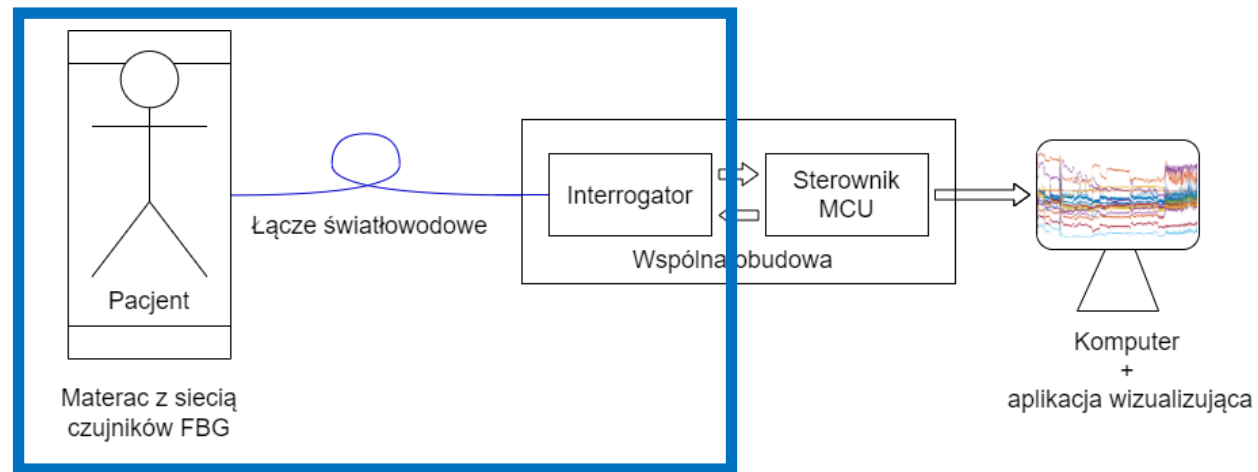 Pacjent
Materac z siecią
czujników FBG
Łącze światłowodowe
Interrogator
Sterownik
MCU
Wspólna obudowa
Komputer
+
aplikacja wizualizująca